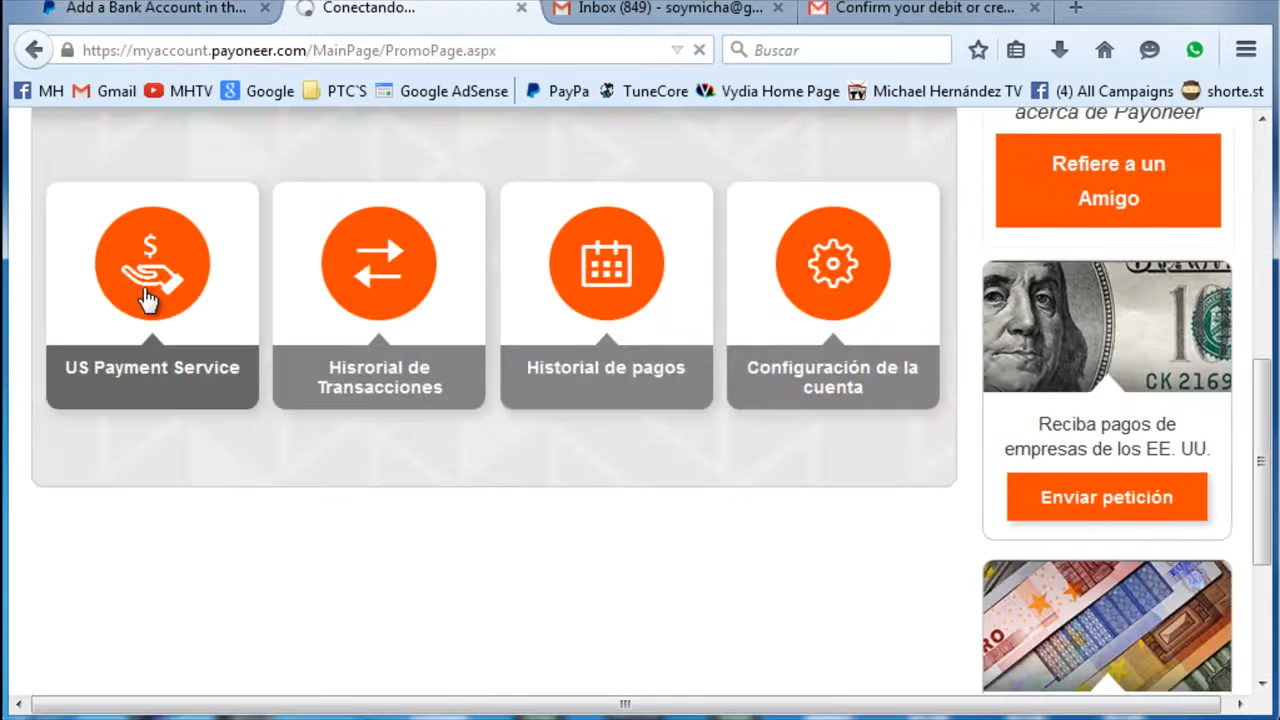 Add a Bank Account in th...
Conectando...
Inbox (849) - soymicha@g...
Confirm your debit or cre...
https://myaccount.payoneer.com/MainPage/PromoPage.aspx
Buscar
MH
Gmail
MHTV
Google
PTC`S
Google AdSense
PayPa
TuneCore
Vydia Home Page
Michael Hernández TV
(4) All Campaigns
shorte.st
acerca de Payoneer
Refiere a un
Amigo
$
US Payment Service
Hisrorial de
Transacciones
Historial de pagos
Configuración de la
cuenta
CK 2169
Reciba pagos de
empresas de los EE. UU.
Enviar petición